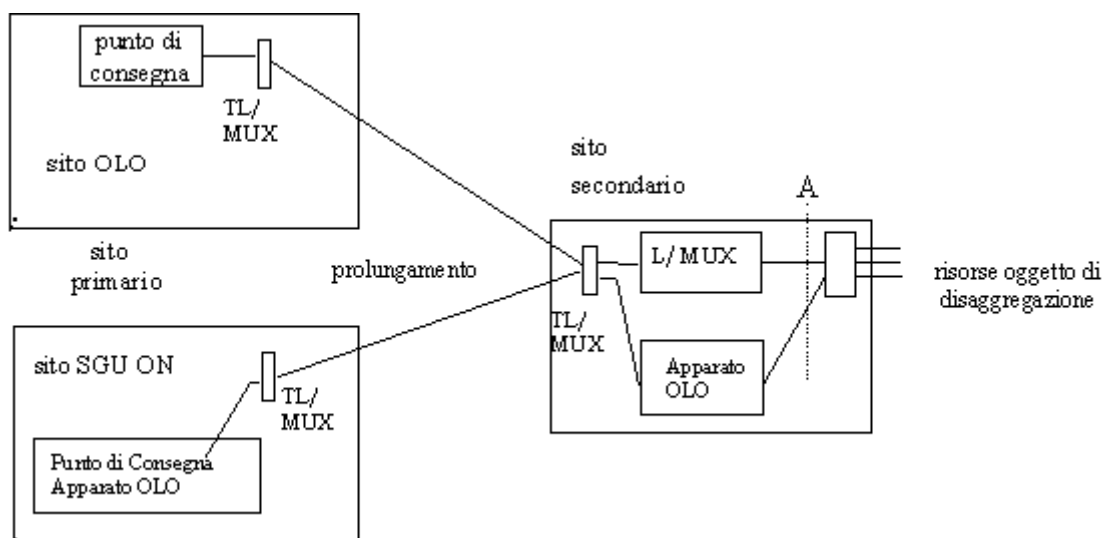 punto di
consegna
TL/
MUX
sito OLO
sito
primario
prolungamento
sito SGU ON
TL/
MUX
Punto di Consegna
Apparato OLO
sito
secondario
A
L/ MUX
TL/
MUX
Apparato
OLO
risorse oggetto di
disaggregazione